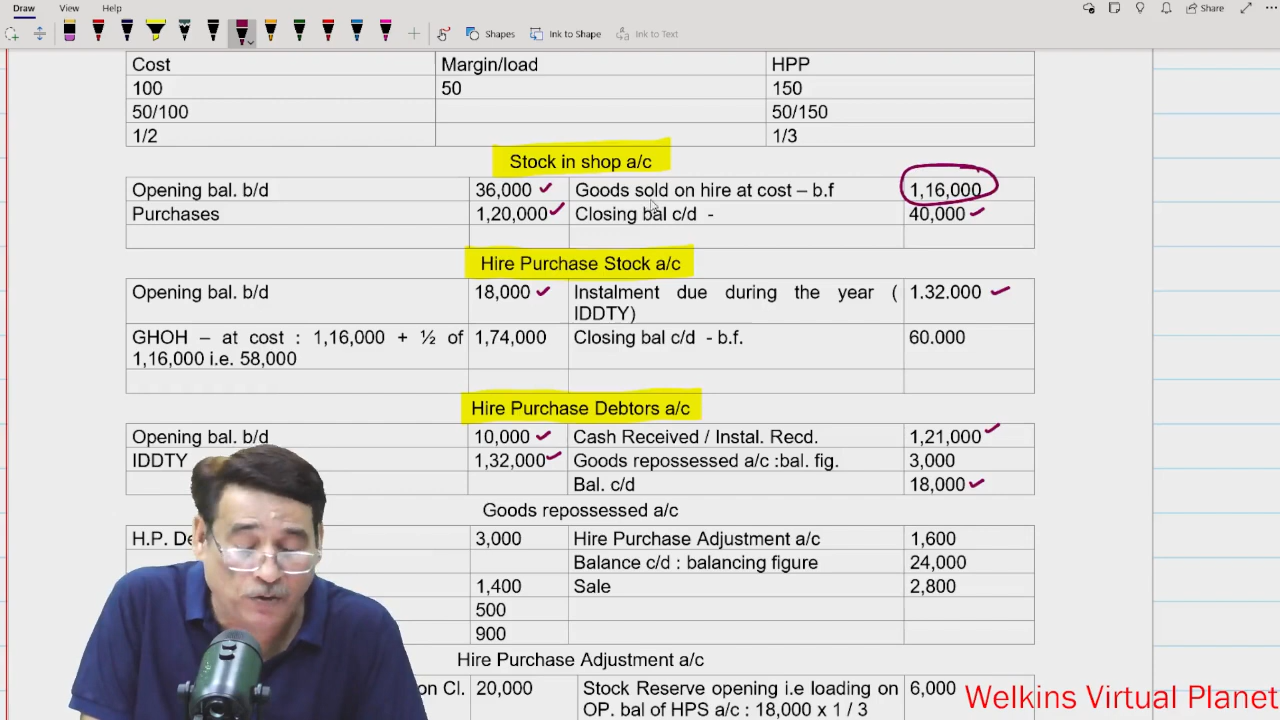 Draw View Help Share
Shapes Ink to Shape Ink to Text
Cost Margin/load HPP
100 50 150
50/100 50/150
1/2 1/3
Stock in shop a/c
Opening bal. b/d 36,000 Goods sold on hire at cost – b.f 1,16,000
Purchases 1,20,000 Closing bal c/d - 40,000
Hire Purchase Stock a/c
Opening bal. b/d 18,000 Instalment due during the year ( 1.32.000
IDDTY)
GHOH – at cost : 1,16,000 + ½ of 1,74,000 Closing bal c/d - b.f. 60.000
1,16,000 i.e. 58,000
Hire Purchase Debtors a/c
Opening bal. b/d 10,000 Cash Received / Instal. Recd. 1,21,000
IDDTY 1,32,000 Goods repossessed a/c :bal. fig. 3,000
Bal. c/d 18,000
Goods repossessed a/c
H.P. 3,000 Hire Purchase Adjustment a/c 1,600
Balance c/d : balancing figure 24,000
1,400 Sale 2,800
500
900
Hire Purchase Adjustment a/c
on Cl. 20,000 Stock Reserve opening i.e loading on 6,000
OP. bal of HPS a/c : 18,000 x 1 / 3
Welkins Virtual Planet